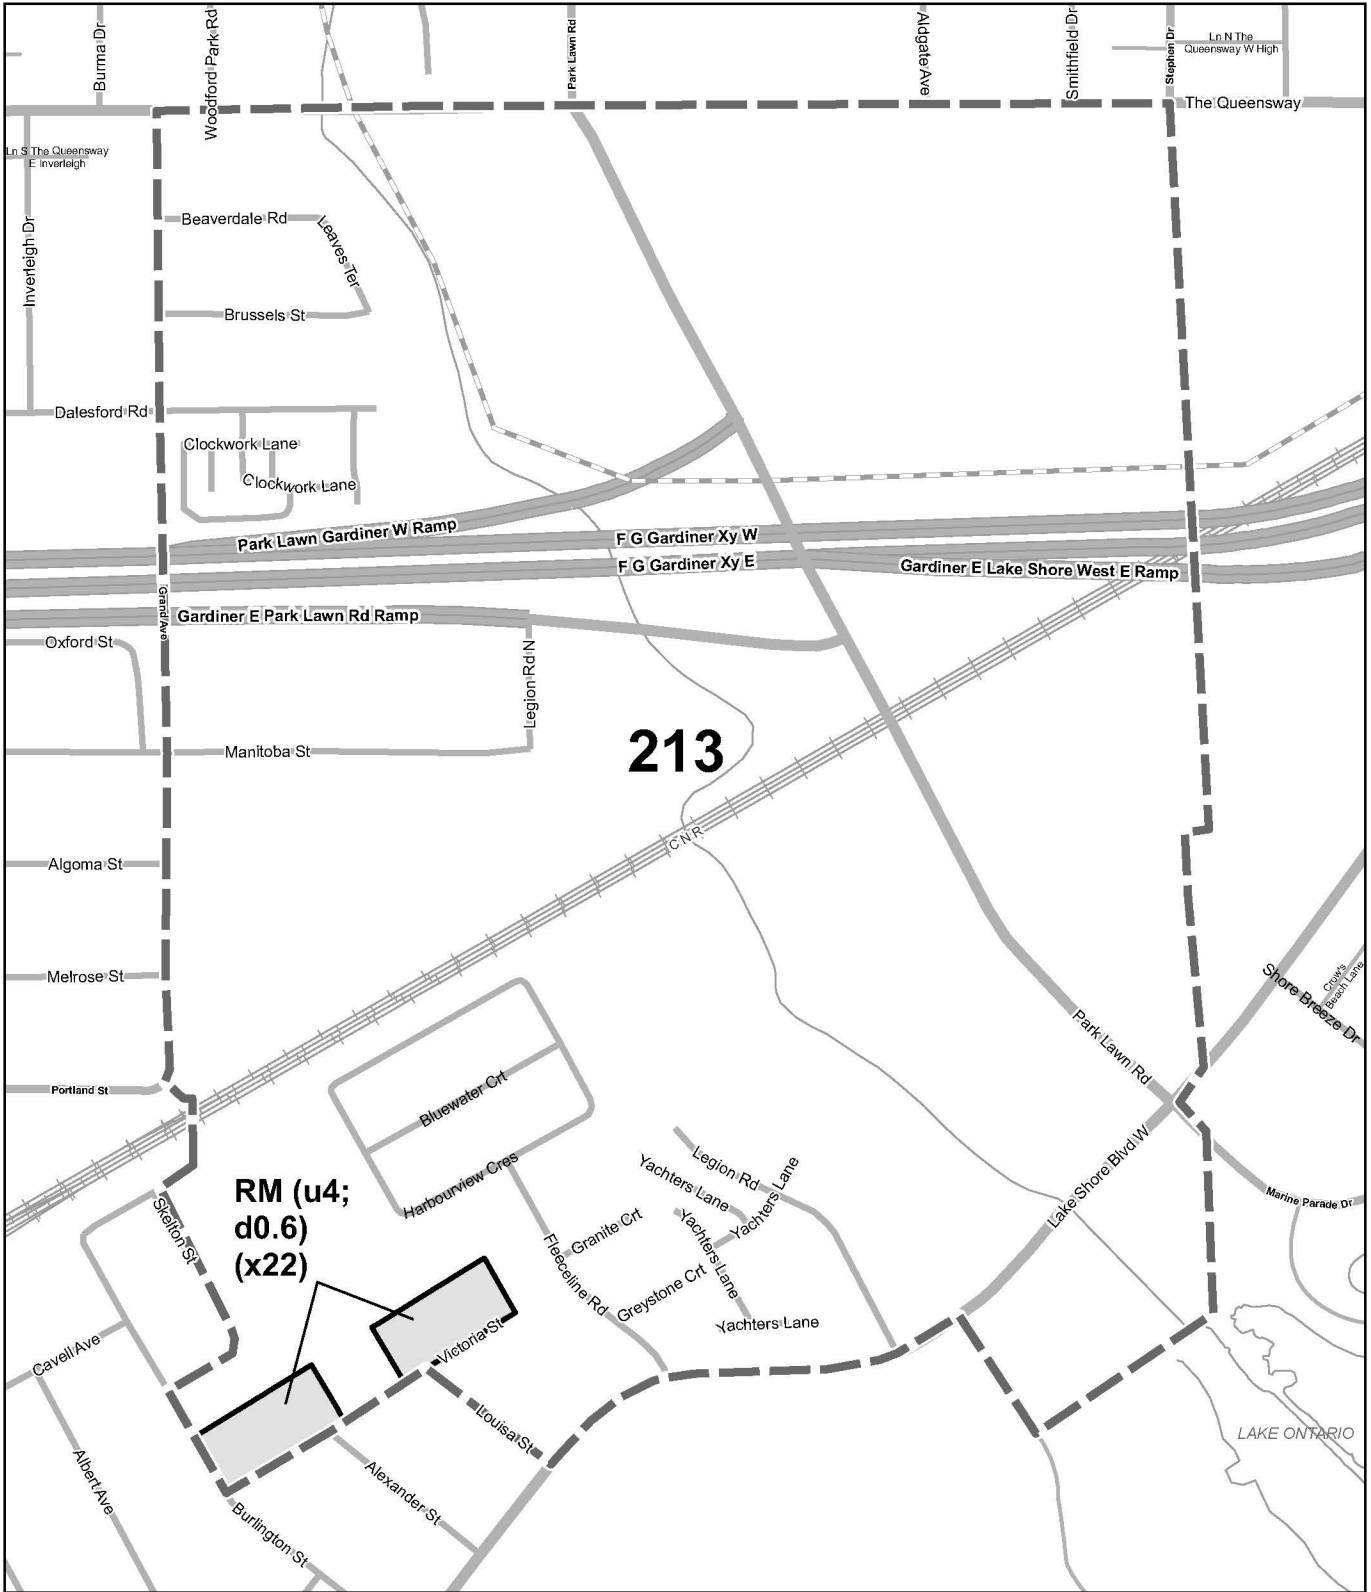 Burma Dr
Woodford Park Rd
Park Lawn Rd
Aldgate Ave
Smithfield Dr
Stephen Dr
Ln N The
Queensway W High
The Queensway
Ln S The Queensway
E Inverleigh
Inverleigh Dr
Beaverdale Rd
Leaves Ter
Brussels St
Dalesford Rd
Clockwork Lane
Clockwork Lane
Park Lawn Gardiner W Ramp
F G Gardiner Xy W
F G Gardiner Xy E
Gardiner E Lake Shore West E Ramp
Grand Ave
Gardiner E Park Lawn Rd Ramp
Oxford St
Legion Rd N
Manitoba St
213
C N R
Algoma St
Melrose St
Shore Breeze Dr
Crow's
Beach Lane
Park Lawn Rd
Portland St
Bluewater Crt
Harbourview Cres
Legion Rd
Yachters Lane
Yachters Lane
Yachters Lane
Yachters Lane
Lake Shore Blvd W
Marine Parade Dr
RM (u4;
d0.6)
(x22)
Skelton St
Granite Crt
Fleeceline Rd
Greystone Crt
Victoria St
Cavell Ave
Louisa St
Albert Ave
Alexander St
Burlington St
LAKE ONTARIO